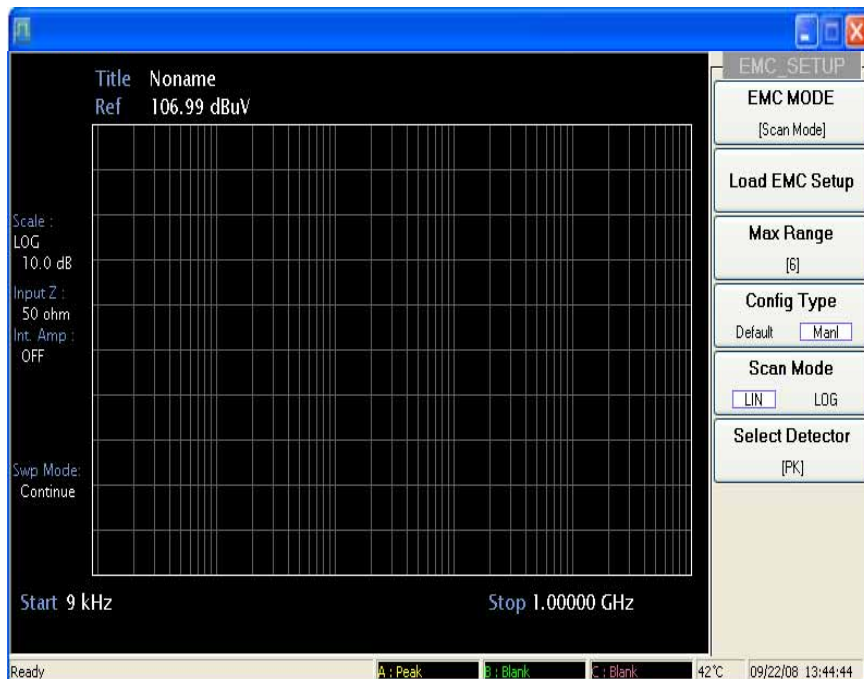 Title Noname
Ref 106.99 dBuV
Scale :
LOG
10.0 dB
Input Z :
50 ohm
Int. Amp :
OFF
Swp Mode:
Continue
Start 9 kHz
Stop 1.00000 GHz
EMC_SETUP
EMC MODE
[Scan Mode]
Load EMC Setup
Max Range
[6]
Config Type
Default Manl
Scan Mode
LIN LOG
Select Detector
[PK]
Ready
A : Peak
B : Blank
C : Blank
42℃
09/22/08 13:44:44